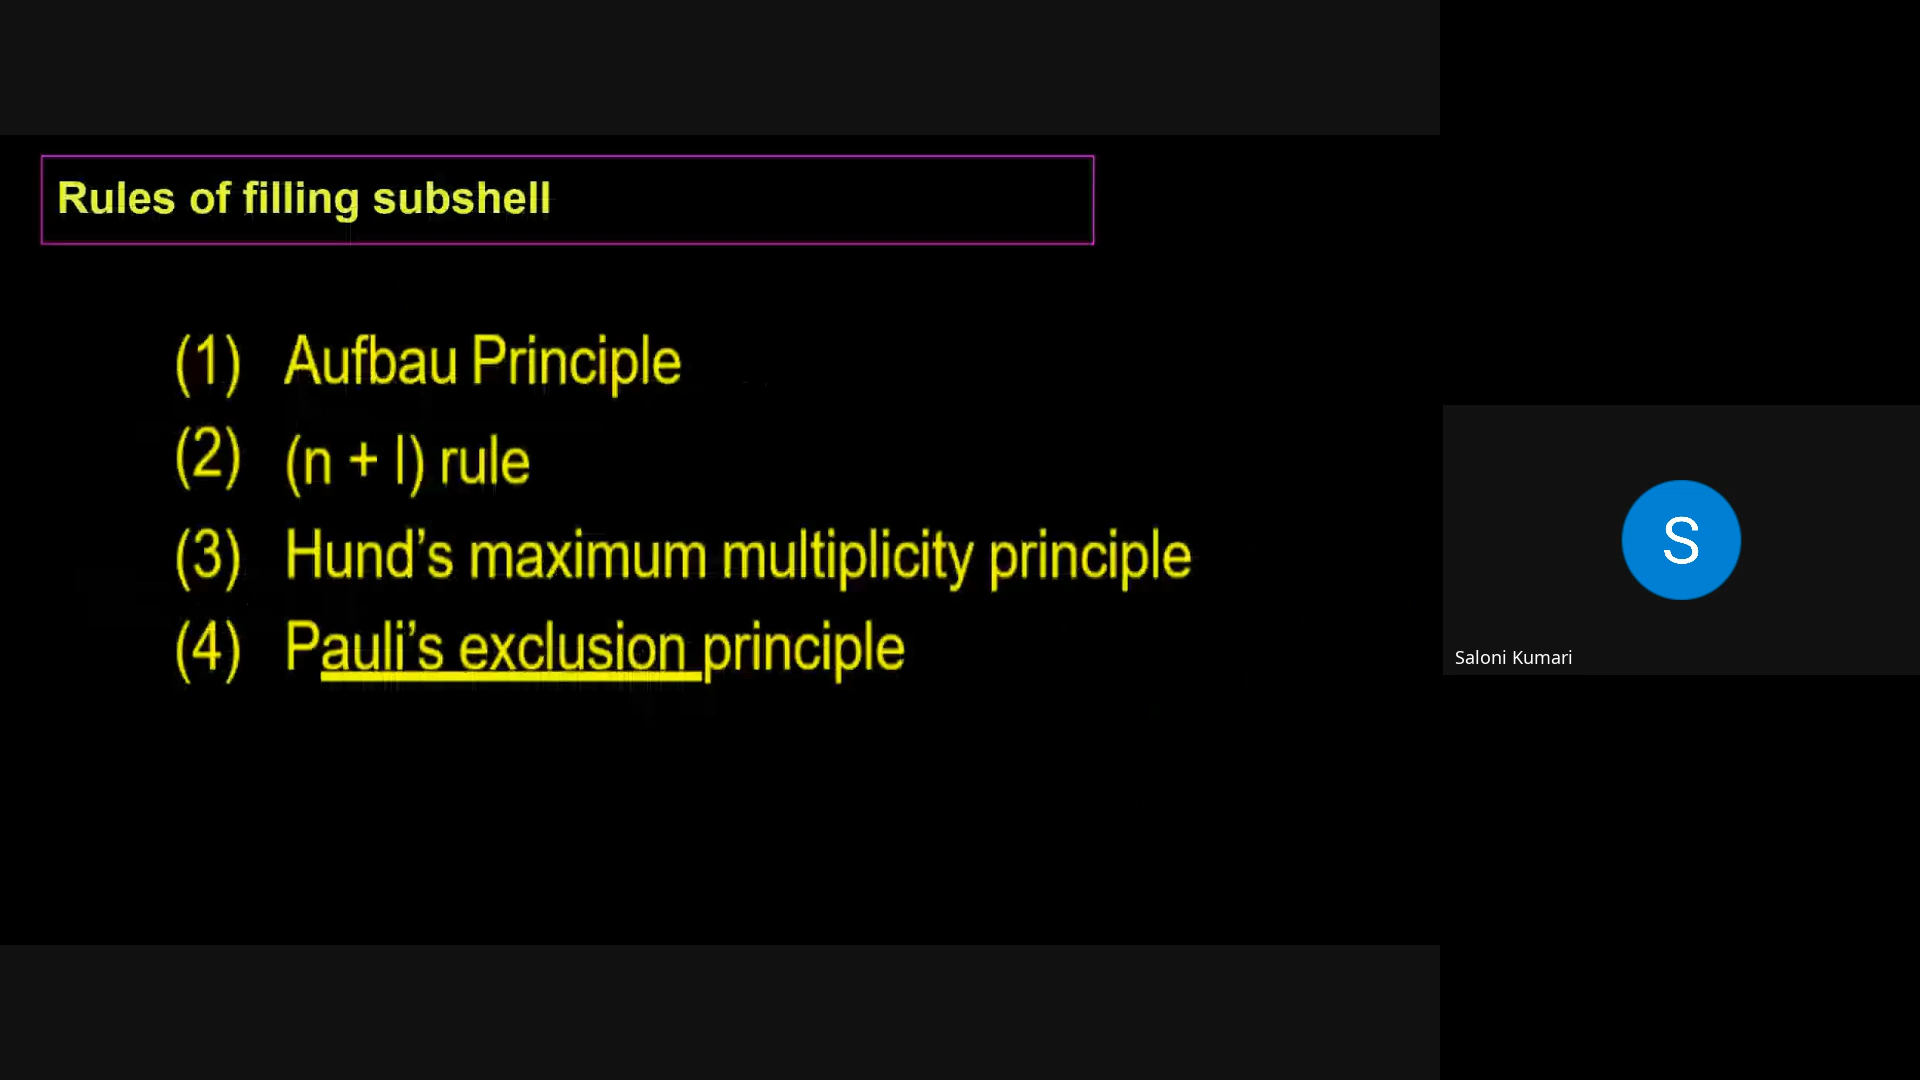 Rules of filling subshell
(1) Aufbau Principle
(2) (n + l) rule
(3) Hund’s maximum multiplicity principle
(4) Pauli’s exclusion principle
S
Saloni Kumari